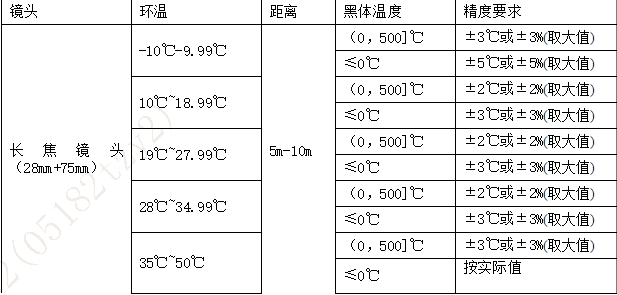 镜头 环温 距离 黑体温度 精度要求
长焦镜头 (28mm+75mm) -10℃-9.99℃ 5m-10m (0,500]℃ ±3℃或±3%(取大值)
≤0℃ ±5℃或±5%(取大值)
10℃~18.99℃ (0,500]℃ ±2℃或±2%(取大值)
≤0℃ ±3℃或±3%(取大值)
19℃~27.99℃ (0,500]℃ ±2℃或±2%(取大值)
≤0℃ ±3℃或±3%(取大值)
28℃~34.99℃ (0,500]℃ ±2℃或±2%(取大值)
≤0℃ ±3℃或±3%(取大值)
35℃~50℃ (0,500]℃ ±3℃或±3%(取大值)
≤0℃ 按实际值